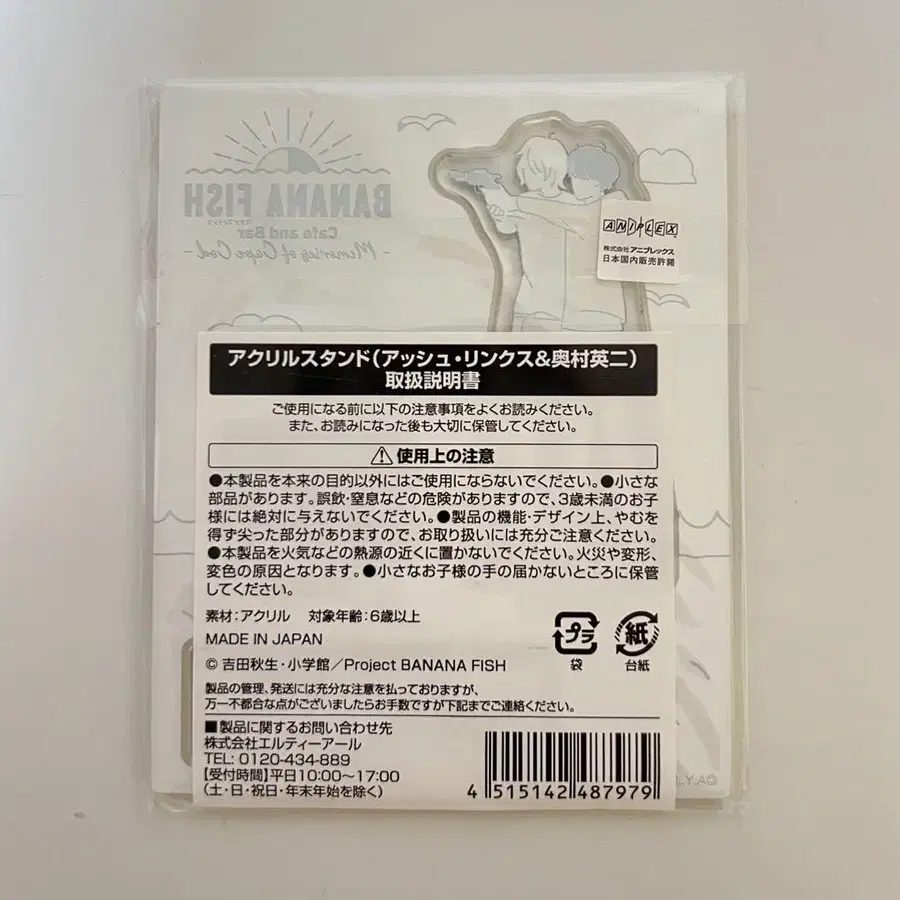 BANANA FISH
バナナフィッシュ
Cafe and Bar
- Memories of Cape Cod -
ANIPLEX
株式会社アニプレックス
日本国内販売許諾
アクリルスタンド(アッシュ・リンクス&奥村英二)
取扱説明書
ご使用になる前に以下の注意事項をよくお読みください。
また、お読みになった後も大切に保管してください。
⚠使用上の注意
●本製品を本来の目的以外にはご使用にならないでください。●小さな
部品があります。誤飲・窒息などの危険がありますので、3歳未満のお子
様には絶対に与えないでください。●製品の機能・デザイン上、やむを
得ず尖った部分がありますので、お取り扱いには充分ご注意ください。
●本製品を火気などの熱源の近くに置かないでください。火災や変形、
変色の原因となります。●小さなお子様の手の届かないところに保管
してください。
素材:アクリル 対象年齢:6歳以上
MADE IN JAPAN
プラ
袋
紙
台紙
© 吉田秋生・小学館/Project BANANA FISH
製品の管理、発送には充分な注意を払っておりますが、
万一不都合な点がございましたらお手数ですが下記までご連絡ください。
■製品に関するお問い合わせ先
株式会社エルティーアール
TEL: 0120-434-889
【受付時間】平日10:00〜17:00
(土・日・祝日・年末年始を除く)
4 515142 487979
©A.Y.